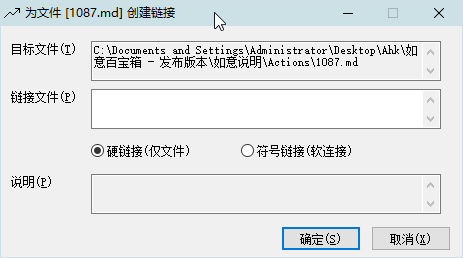 为文件 [1087.md] 创建链接
目标文件(T)
C:\Documents and Settings\Administrator\Desktop\Ahk\如
意百宝箱 - 发布版本\如意说明\Actions\1087.md
链接文件(P)
硬链接(仅文件)
符号链接(软连接)
说明(P)
确定(S)
取消(X)